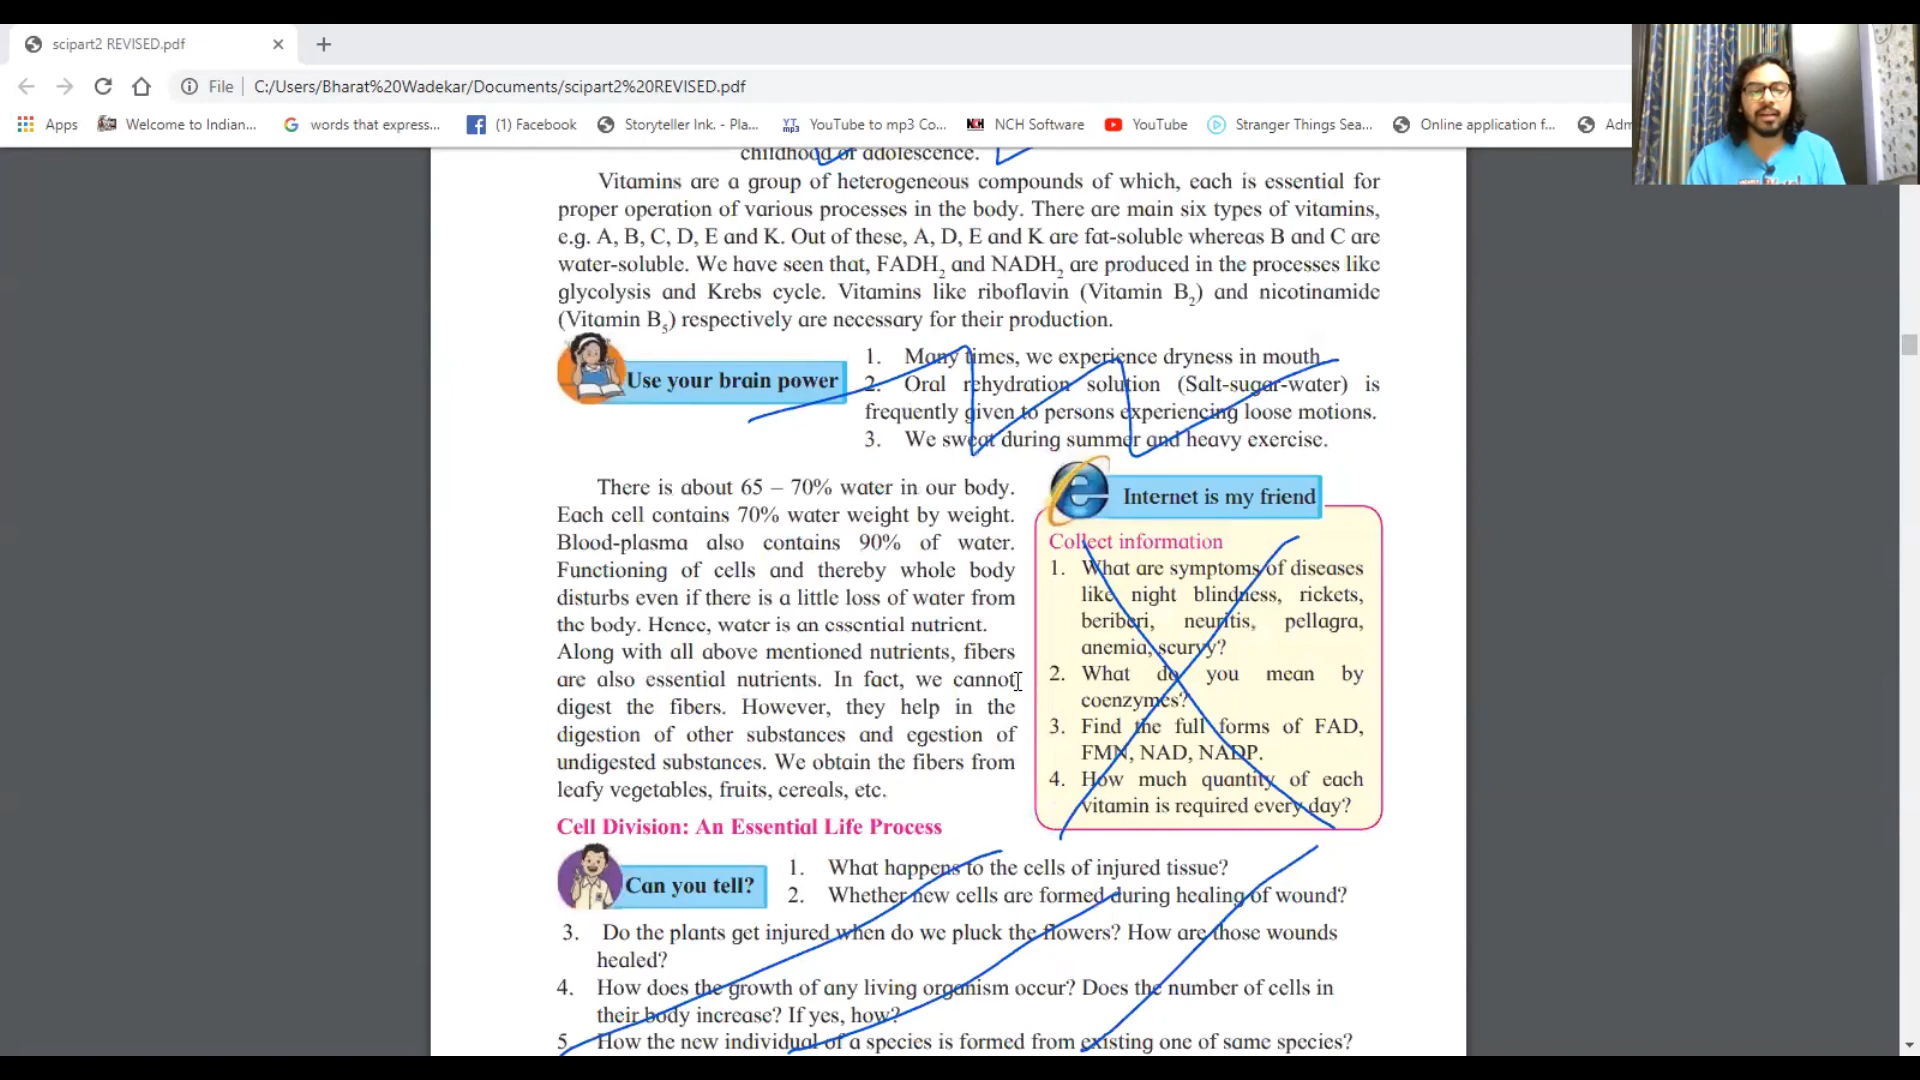 scipart2 REVISED.pdf
File C:/Users/Bharat%20Wadekar/Documents/scipart2%20REVISED.pdf
Apps Welcome to Indian... words that express... (1) Facebook Storyteller Ink. - Pla... YT mp3 YouTube to mp3 Co... NCH NCH Software YouTube Stranger Things Sea... Online application f... Adm
childhood or adolescence.
Vitamins are a group of heterogeneous compounds of which, each is essential for
proper operation of various processes in the body. There are main six types of vitamins,
e.g. A, B, C, D, E and K. Out of these, A, D, E and K are fat-soluble whereas B and C are
water-soluble. We have seen that, FADH₂ and NADH₂ are produced in the processes like
glycolysis and Krebs cycle. Vitamins like riboflavin (Vitamin B₂) and nicotinamide
(Vitamin B₅) respectively are necessary for their production.
Use your brain power
1. Many times, we experience dryness in mouth.
2. Oral rehydration solution (Salt-sugar-water) is
frequently given to persons experiencing loose motions.
3. We sweat during summer and heavy exercise.
There is about 65 – 70% water in our body.
Each cell contains 70% water weight by weight.
Blood-plasma also contains 90% of water.
Functioning of cells and thereby whole body
disturbs even if there is a little loss of water from
the body. Hence, water is an essential nutrient.
Along with all above mentioned nutrients, fibers
are also essential nutrients. In fact, we cannot
digest the fibers. However, they help in the
digestion of other substances and egestion of
undigested substances. We obtain the fibers from
leafy vegetables, fruits, cereals, etc.
Internet is my friend
Collect information
1. What are symptoms of diseases
like night blindness, rickets,
beriberi, neuritis, pellagra,
anemia, scurvy?
2. What do you mean by
coenzymes?
3. Find the full forms of FAD,
FMN, NAD, NADP.
4. How much quantity of each
vitamin is required every day?
Cell Division: An Essential Life Process
Can you tell?
1. What happens to the cells of injured tissue?
2. Whether new cells are formed during healing of wound?
3. Do the plants get injured when do we pluck the flowers? How are those wounds
healed?
4. How does the growth of any living organism occur? Does the number of cells in
their body increase? If yes, how?
5. How the new individual of a species is formed from existing one of same species?